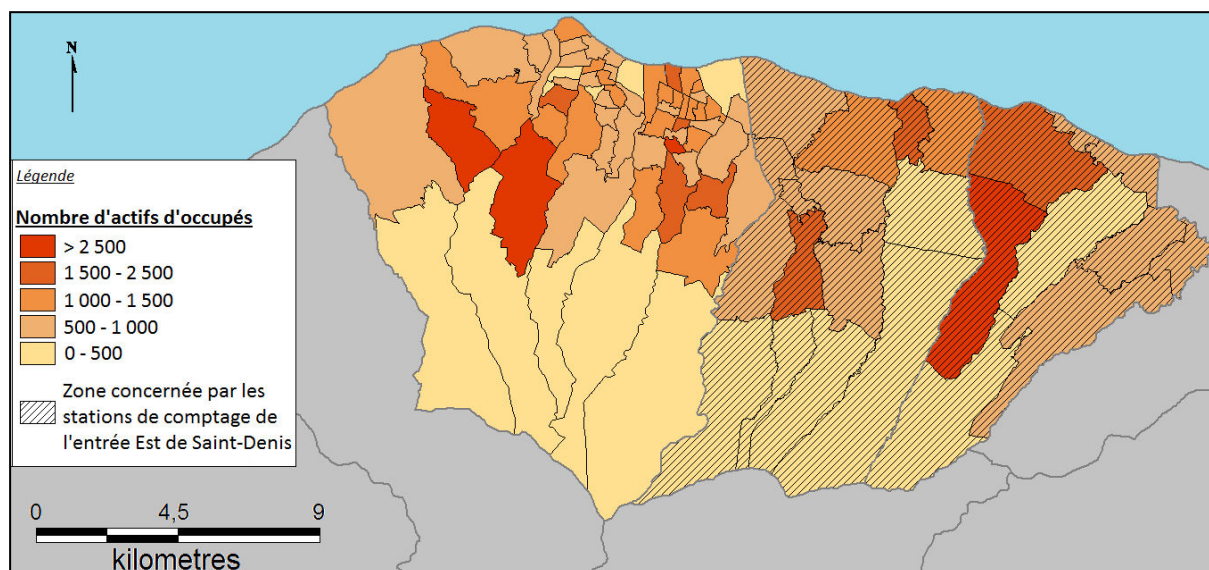 N
Légende
Nombre d'actifs d'occupés
> 2 500
1 500 - 2 500
1 000 - 1 500
500 - 1 000
0 - 500
Zone concernée par les
stations de comptage de
l'entrée Est de Saint-Denis
0 4,5 9
kilometres